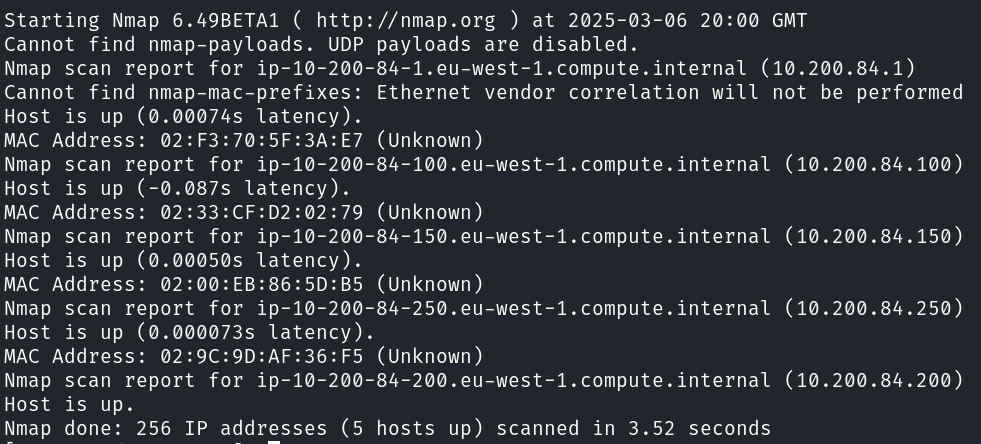 Starting Nmap 6.49BETA1 ( http://nmap.org ) at 2025-03-06 20:00 GMT
Cannot find nmap-payloads. UDP payloads are disabled.
Nmap scan report for ip-10-200-84-1.eu-west-1.compute.internal (10.200.84.1)
Cannot find nmap-mac-prefixes: Ethernet vendor correlation will not be performed
Host is up (0.00074s latency).
MAC Address: 02:F3:70:5F:3A:E7 (Unknown)
Nmap scan report for ip-10-200-84-100.eu-west-1.compute.internal (10.200.84.100)
Host is up (-0.087s latency).
MAC Address: 02:33:CF:D2:02:79 (Unknown)
Nmap scan report for ip-10-200-84-150.eu-west-1.compute.internal (10.200.84.150)
Host is up (0.00050s latency).
MAC Address: 02:00:EB:86:5D:B5 (Unknown)
Nmap scan report for ip-10-200-84-250.eu-west-1.compute.internal (10.200.84.250)
Host is up (0.000073s latency).
MAC Address: 02:9C:9D:AF:36:F5 (Unknown)
Nmap scan report for ip-10-200-84-200.eu-west-1.compute.internal (10.200.84.200)
Host is up.
Nmap done: 256 IP addresses (5 hosts up) scanned in 3.52 seconds